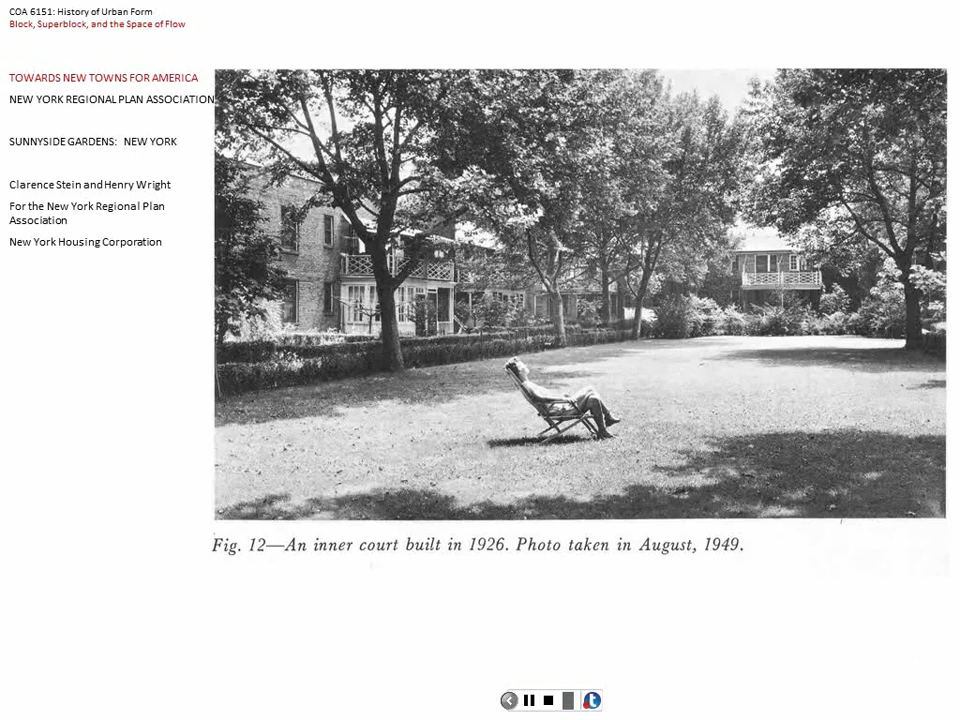 COA 6151: History of Urban Form
Block, Superblock, and the Space of Flow
TOWARDS NEW TOWNS FOR AMERICA
NEW YORK REGIONAL PLAN ASSOCIATION
SUNNYSIDE GARDENS: NEW YORK
Clarence Stein and Henry Wright
For the New York Regional Plan
Association
New York Housing Corporation
Fig. 12—An inner court built in 1926. Photo taken in August, 1949.